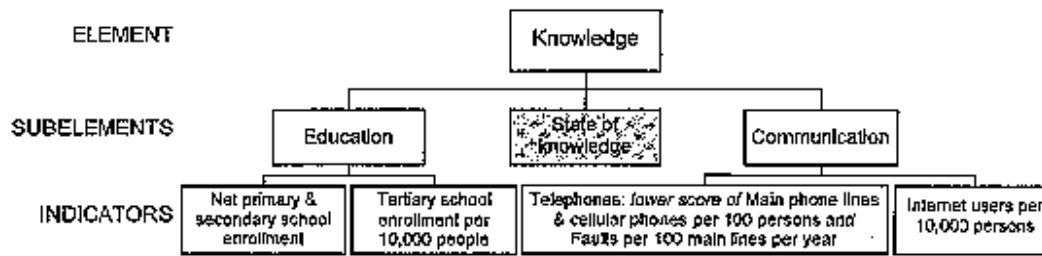 ELEMENT
Knowledge
SUBELEMENTS
Education
State of
knowledge
Communication
INDICATORS
Net primary &
secondary school
enrollment
Tertiary school
enrollment per
10,000 people
Telephones: lower score of Main phone lines
& cellular phones per 100 persons and
Faults per 100 main lines per year
Internet users per
10,000 persons